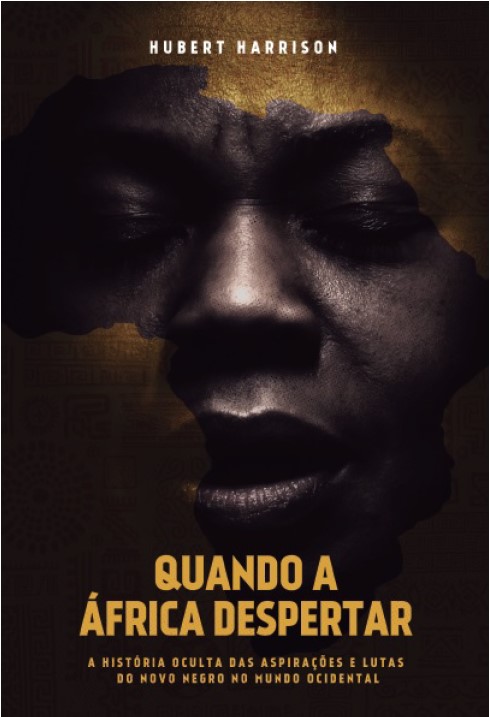 HUBERT HARRISON
QUANDO A
ÁFRICA DESPERTAR
A HISTÓRIA OCULTA DAS ASPIRAÇÕES E LUTAS
DO NOVO NEGRO NO MUNDO OCIDENTAL